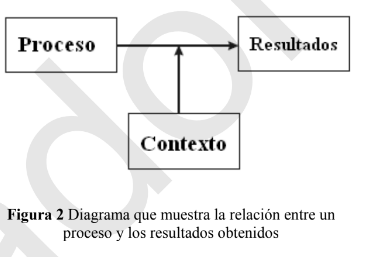 Proceso
Resultados
Contexto
Figura 2 Diagrama que muestra la relación entre un
proceso y los resultados obtenidos